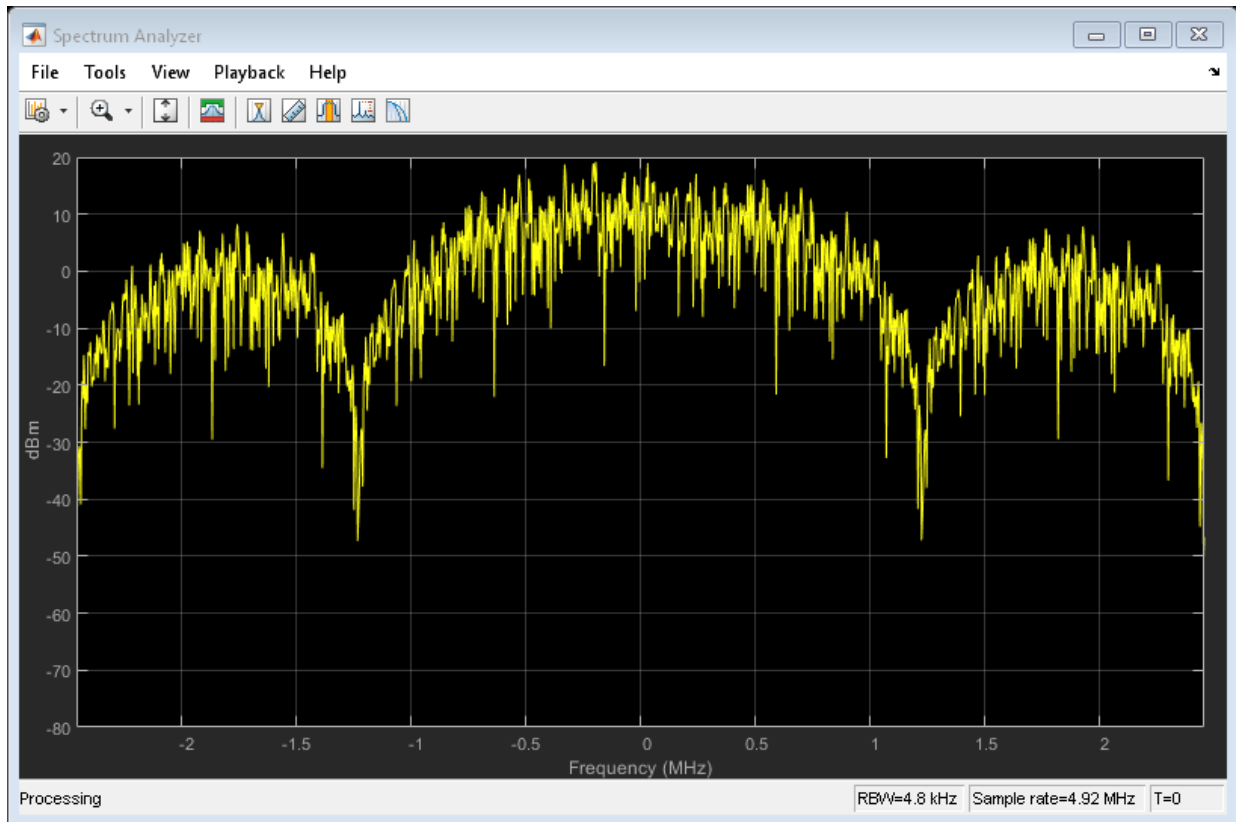 Spectrum Analyzer
File Tools View Playback Help
20
10
0
-10
-20
-30
-40
-50
-60
-70
-80
dBm
-2 -1.5 -1 -0.5 0 0.5 1 1.5 2
Frequency (MHz)
Processing RBW=4.8 kHz Sample rate=4.92 MHz T=0